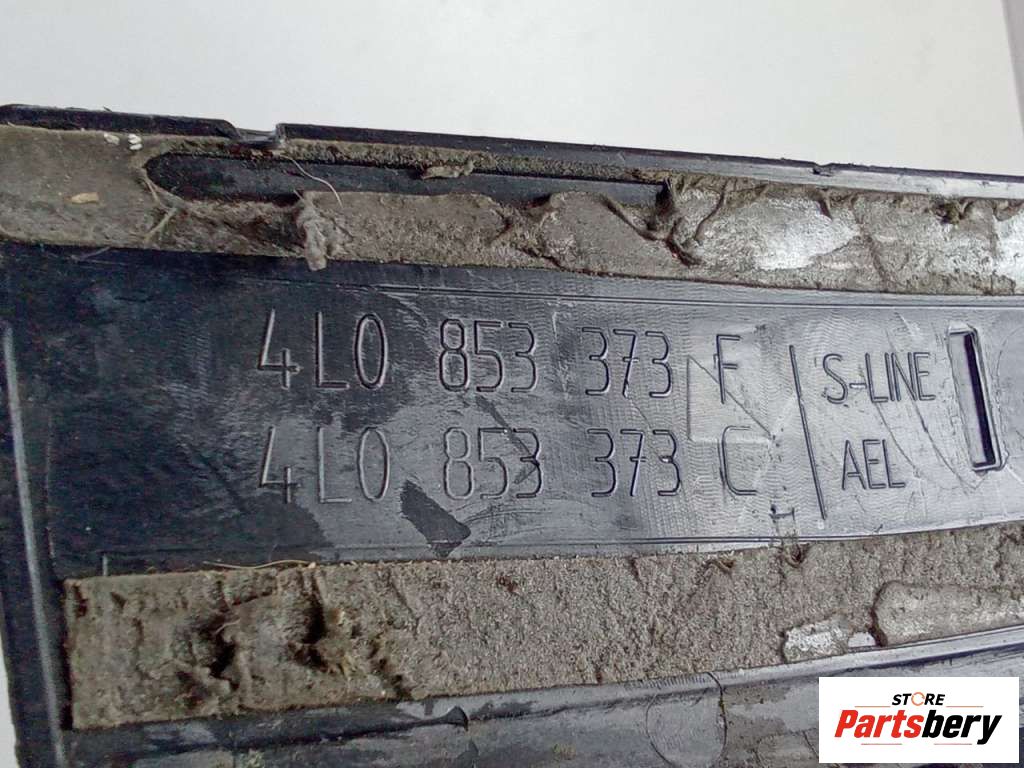 4L0 853 373 F S-LINE
4L0 853 373 C AEL
STORE
Partsbery